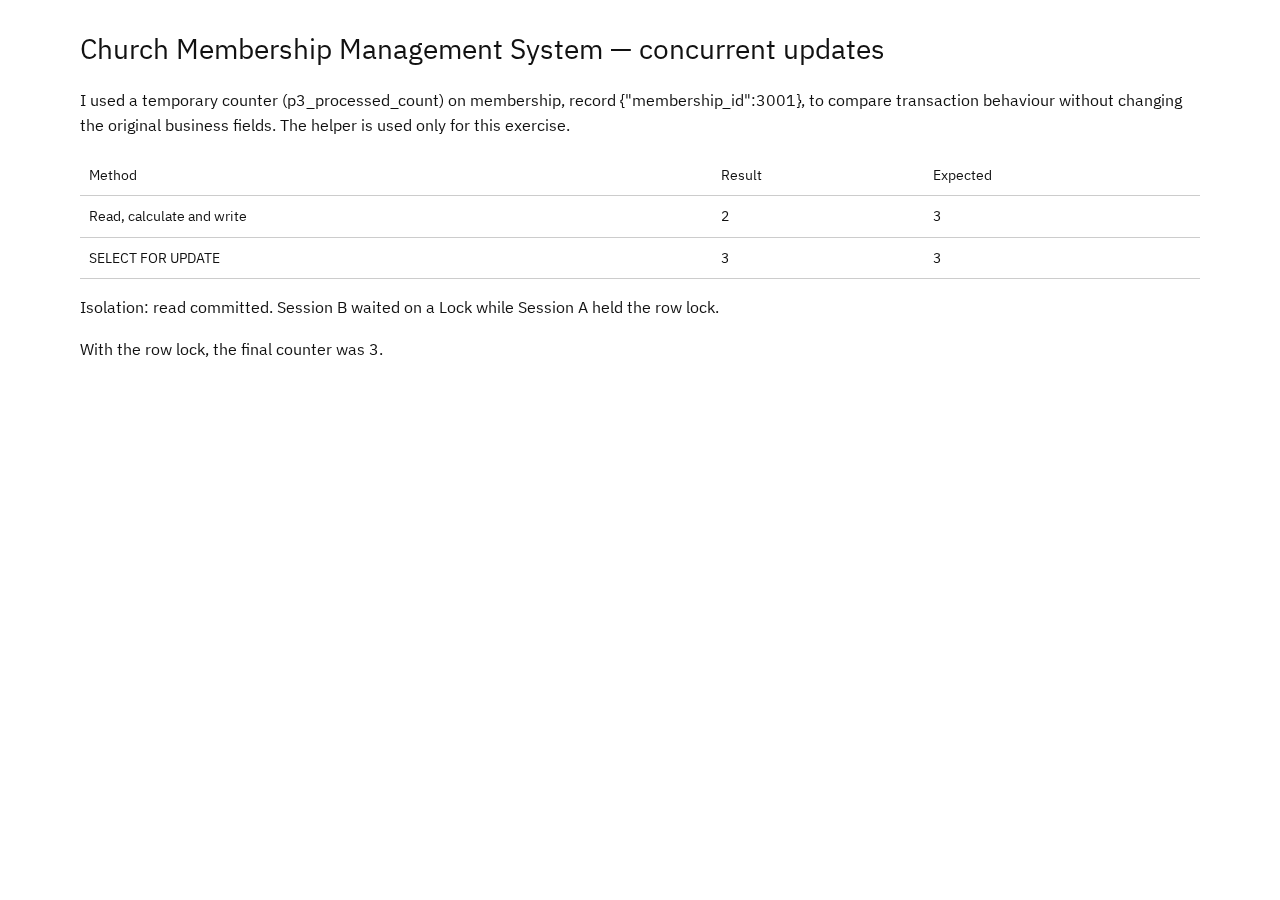 Church Membership Management System — concurrent updates
I used a temporary counter (p3_processed_count) on membership, record {"membership_id":3001}, to compare transaction behaviour without changing
the original business fields. The helper is used only for this exercise.
Method Result Expected
Read, calculate and write 2 3
SELECT FOR UPDATE 3 3
Isolation: read committed. Session B waited on a Lock while Session A held the row lock.
With the row lock, the final counter was 3.